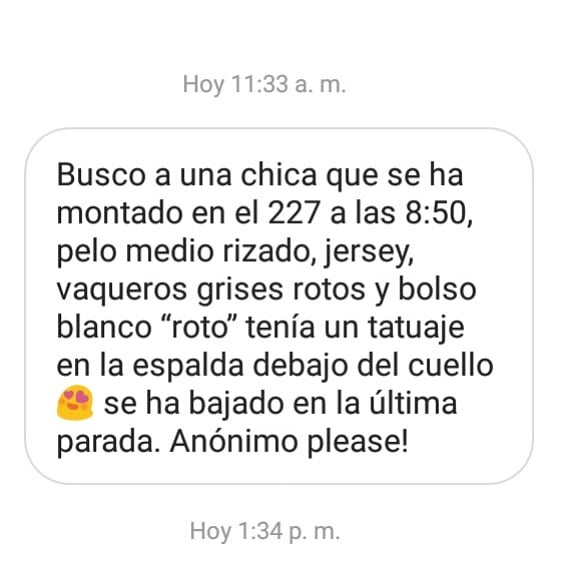 Hoy 11:33 a. m.
Busco a una chica que se ha
montado en el 227 a las 8:50,
pelo medio rizado, jersey,
vaqueros grises rotos y bolso
blanco “roto” tenía un tatuaje
en la espalda debajo del cuello
😍 se ha bajado en la última
parada. Anónimo please!
Hoy 1:34 p. m.